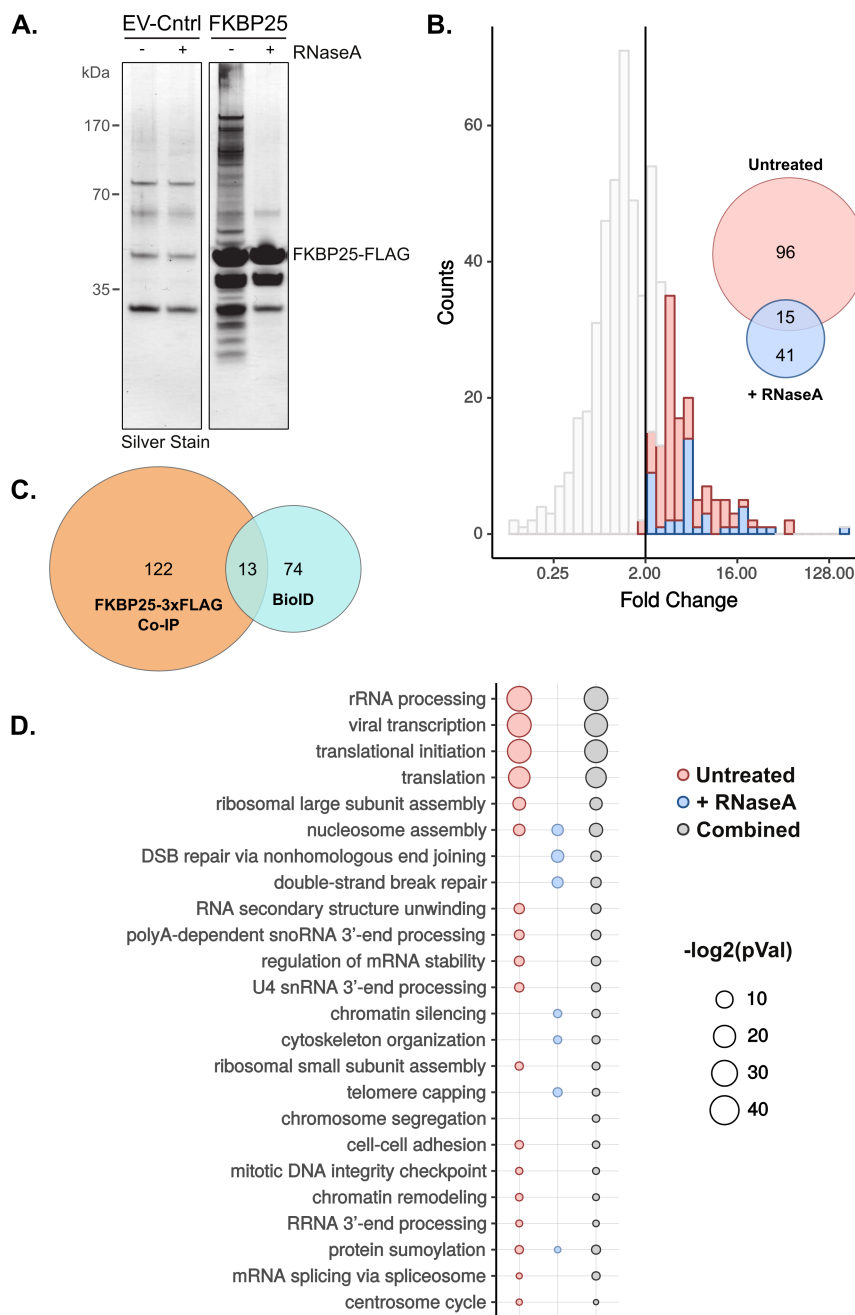 A.
EV-Cntrl FKBP25
- + - + RNaseA
kDa
170
70
FKBP25-FLAG
35
Silver Stain
B.
Counts
60
40
20
0
0.25 2.00 16.00 128.00
Fold Change
Untreated
96
15
41
+ RNaseA
C.
122 13 74
FKBP25-3xFLAG
Co-IP
BioID
D.
rRNA processing
viral transcription
translational initiation
translation
ribosomal large subunit assembly
nucleosome assembly
DSB repair via nonhomologous end joining
double-strand break repair
RNA secondary structure unwinding
polyA-dependent snoRNA 3’-end processing
regulation of mRNA stability
U4 snRNA 3’-end processing
chromatin silencing
cytoskeleton organization
ribosomal small subunit assembly
telomere capping
chromosome segregation
cell-cell adhesion
mitotic DNA integrity checkpoint
chromatin remodeling
RRNA 3’-end processing
protein sumoylation
mRNA splicing via spliceosome
centrosome cycle
Untreated
+ RNaseA
Combined
-log2(pVal)
10
20
30
40